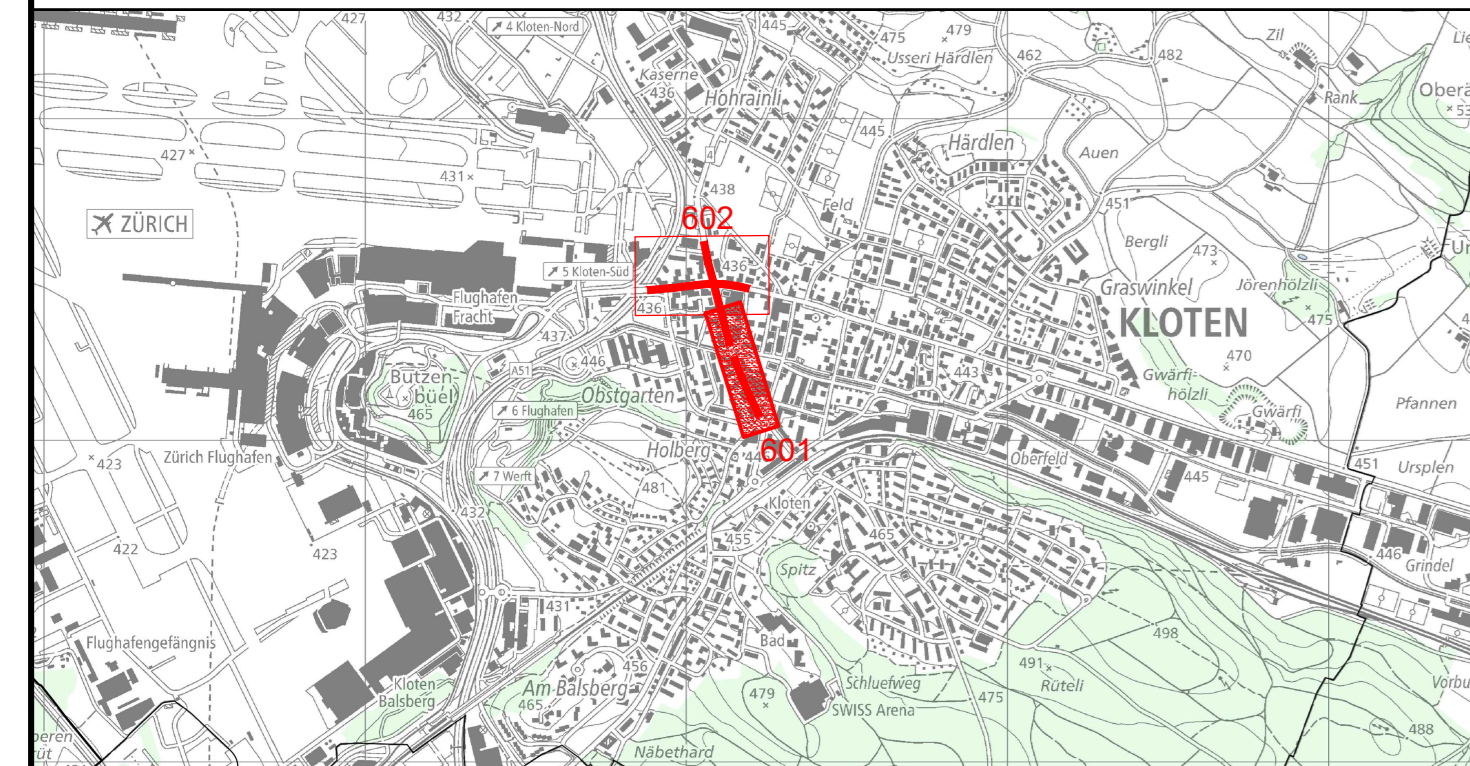 427
432
↗ 4 Kloten-Nord
445
475
479
Usseri Härdlen
462
482
Zil
Kaserne
436
Hohrainli
Rank
445
Härdlen
Auen
427
431
4
438
Feld
451
ZÜRICH
602
Bergli
473
436
↗ 5 Kloten-Süd
Graswinkel
Jörenhölzli
Flughafen
Fracht
436
KLOTEN
475
437
446
470
A51
443
Gwärfi-
hölzli
Butzen-
büel
465
Obstgarten
Pfannen
↗ 6 Flughafen
Gwärfi
423
Zürich Flughafen
Holberg
601
Oberfeld
445
451
Ursplen
↗ 7 Werft
481
432
Kloten
422
423
455
465
446
Grindel
Spitz
431
498
Flughafengefängnis
Bad
456
491
Rüteli
Kloten
Balsberg
Am Balsberg
465
479
Schluefweg
475
SWISS Arena
488
Näbethard